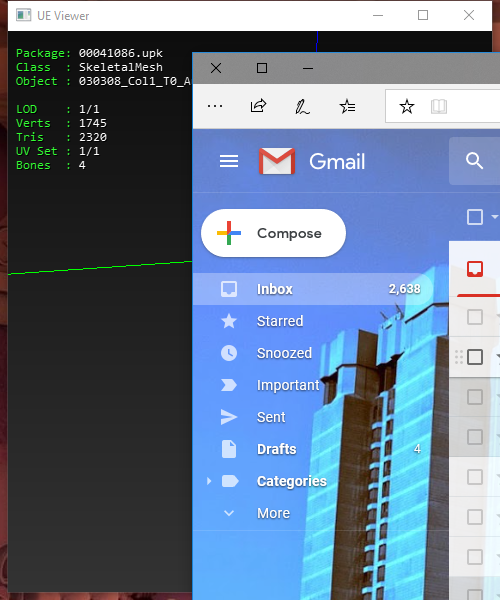 UE Viewer
Package: 00041086.upk
Class : SkeletalMesh
Object : 030308_Col1_T0_A
LOD : 1/1
Verts : 1745
Tris : 2320
UV Set : 1/1
Bones : 4
Gmail
Compose
Inbox 2,638
Starred
Snoozed
Important
Sent
Drafts 4
Categories
More